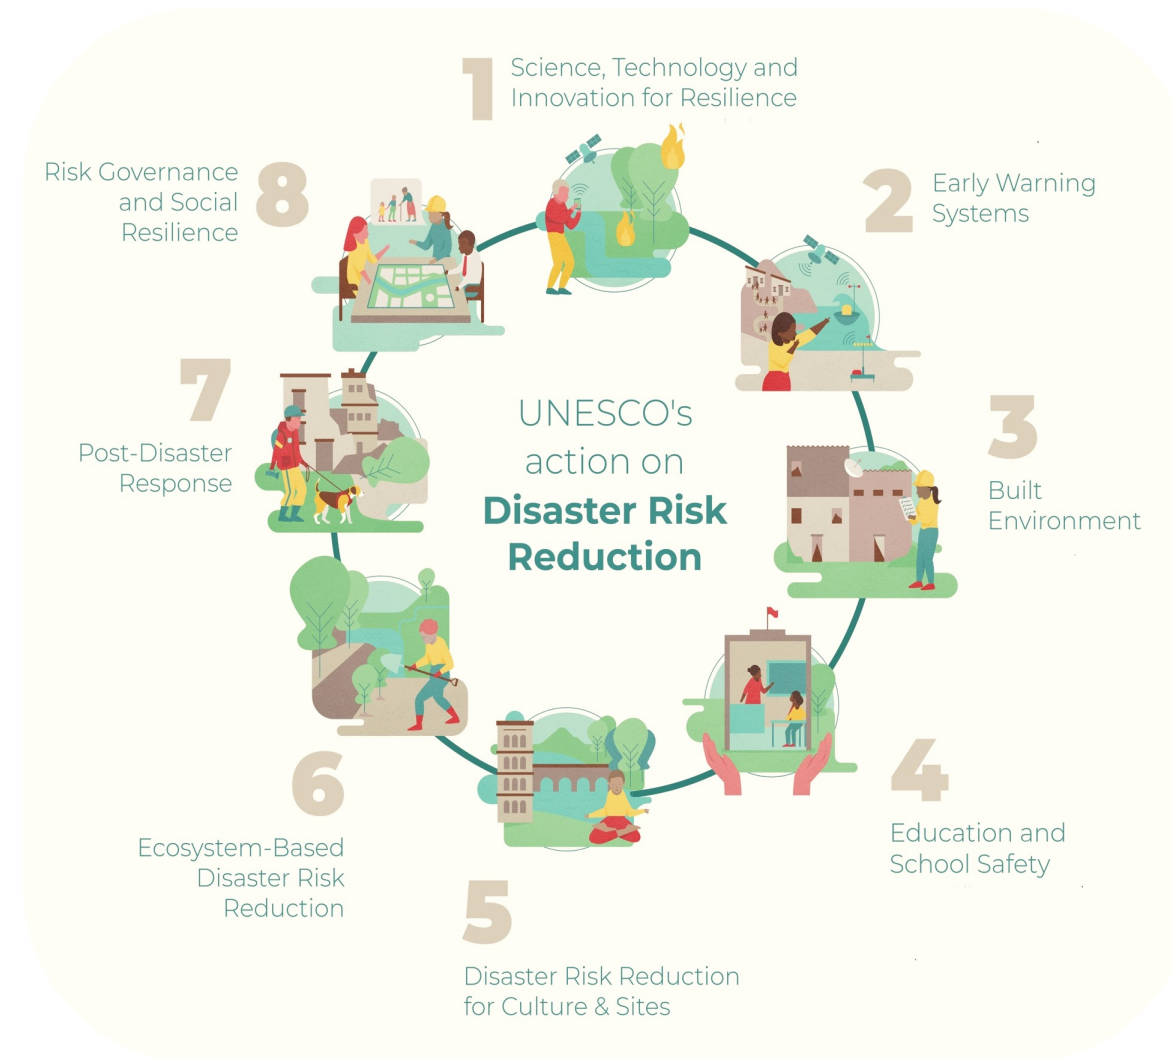 1
Science, Technology and
Innovation for Resilience
2
Early Warning
Systems
3
Built
Environment
4
Education and
School Safety
5
Disaster Risk Reduction
for Culture & Sites
6
Ecosystem-Based
Disaster Risk
Reduction
7
Post-Disaster
Response
8
Risk Governance
and Social
Resilience
UNESCO's
action on
Disaster Risk
Reduction